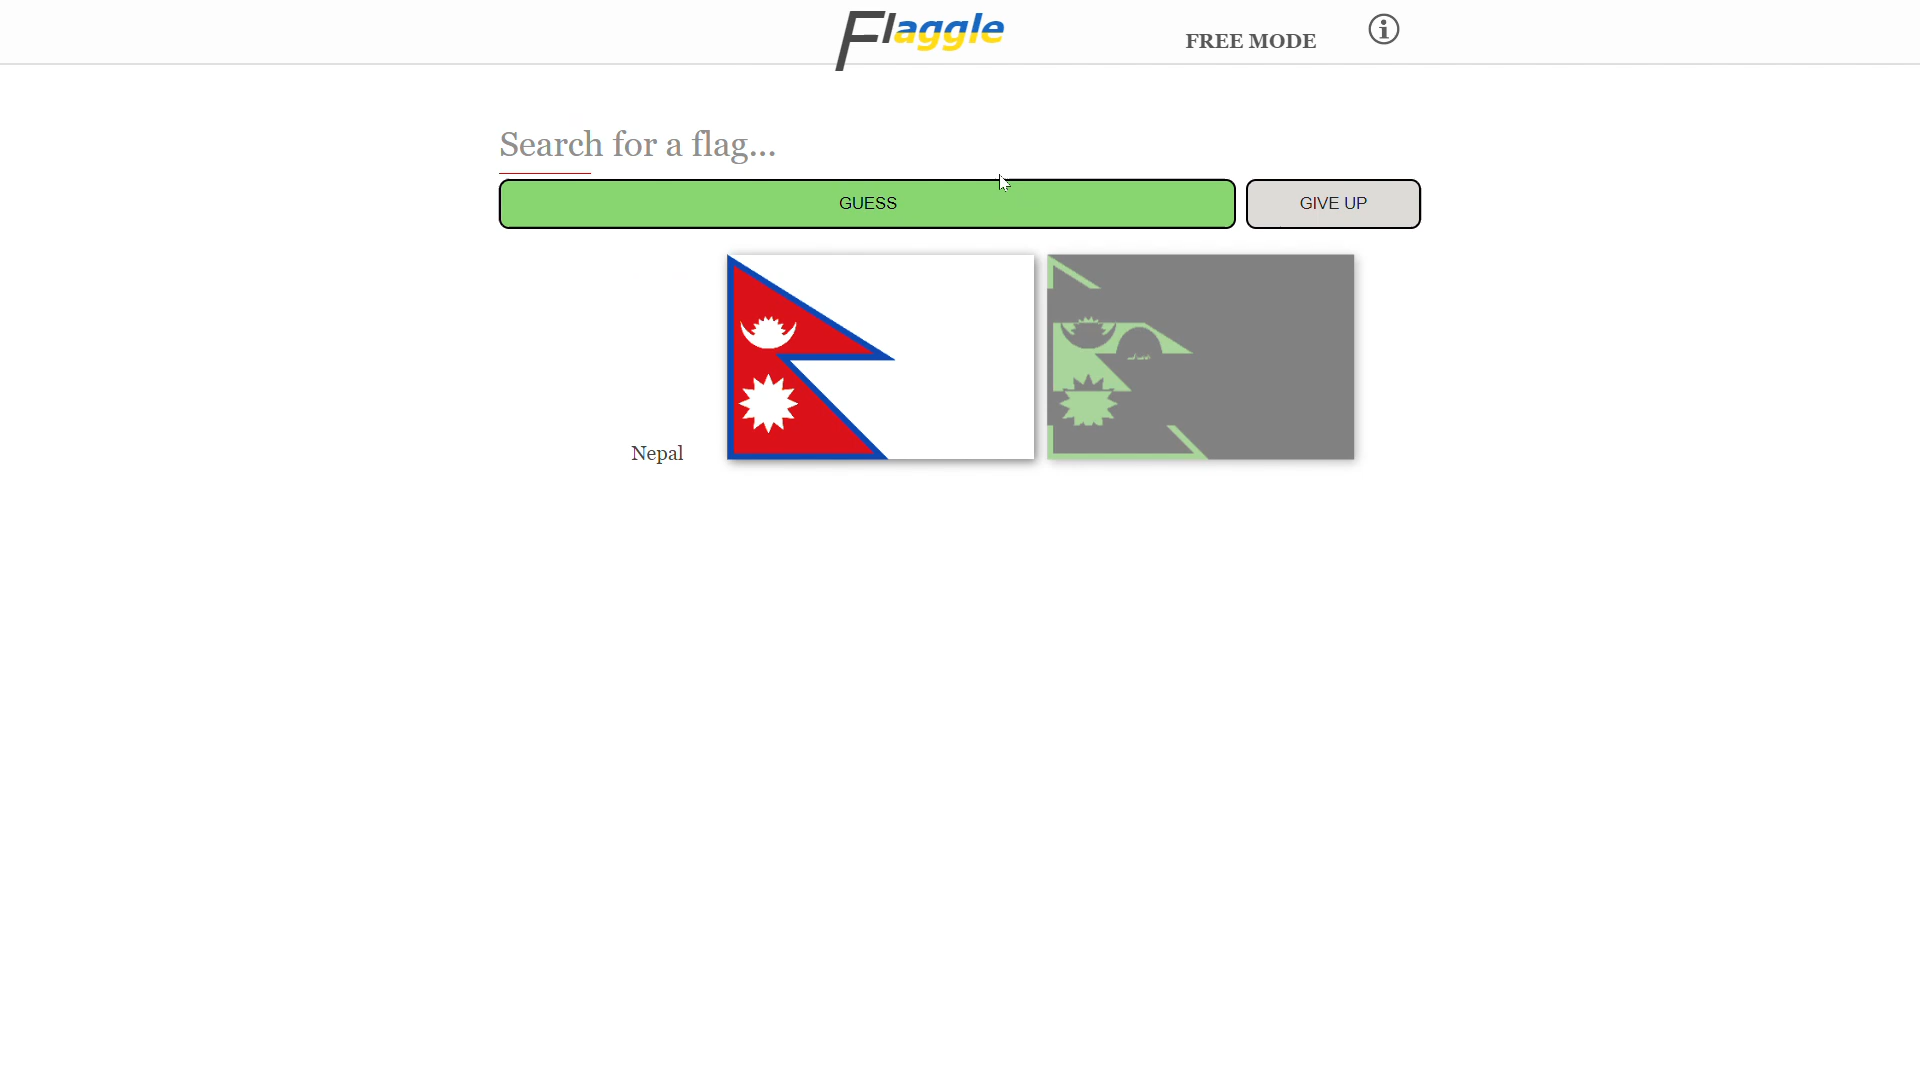 Flaggle
FREE MODE
Search for a flag...
GUESS
GIVE UP
Nepal